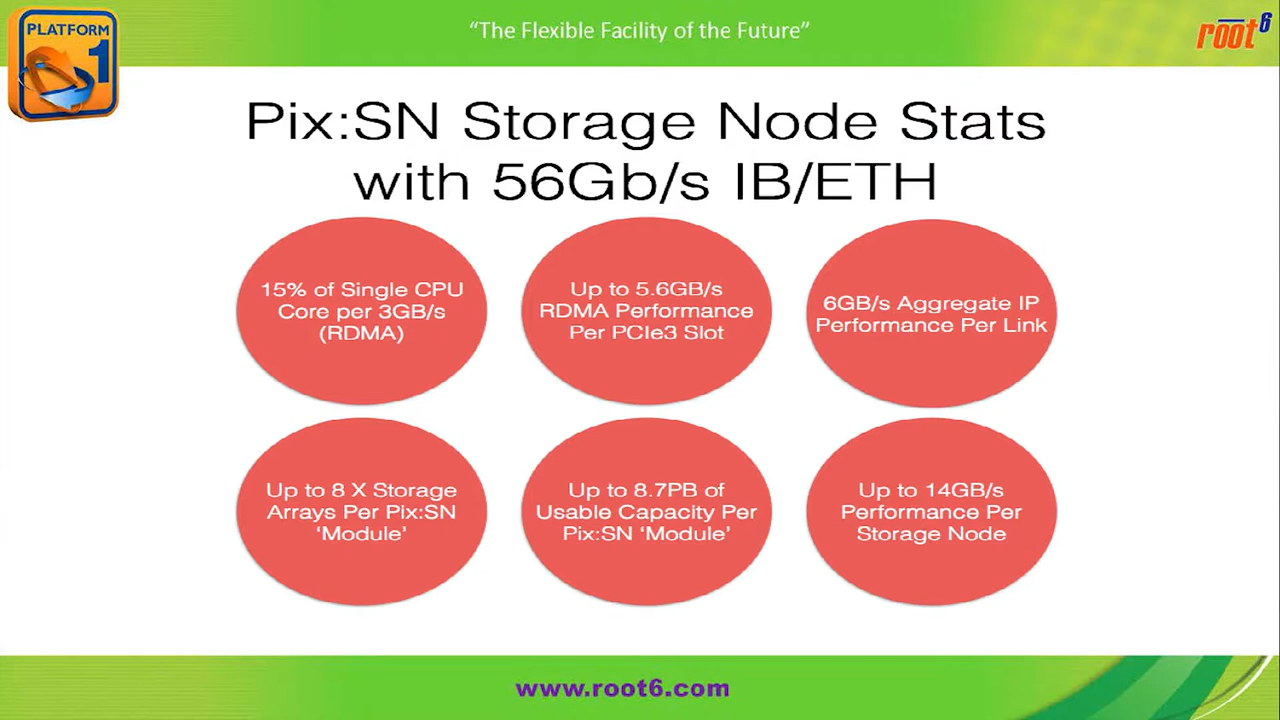 PLATFORM
1
“The Flexible Facility of the Future”
root6
Pix:SN Storage Node Stats
with 56Gb/s IB/ETH
15% of Single CPU
Core per 3GB/s
(RDMA)
Up to 5.6GB/s
RDMA Performance
Per PCIe3 Slot
6GB/s Aggregate IP
Performance Per Link
Up to 8 X Storage
Arrays Per Pix:SN
‘Module’
Up to 8.7PB of
Usable Capacity Per
Pix:SN ‘Module’
Up to 14GB/s
Performance Per
Storage Node
www.root6.com